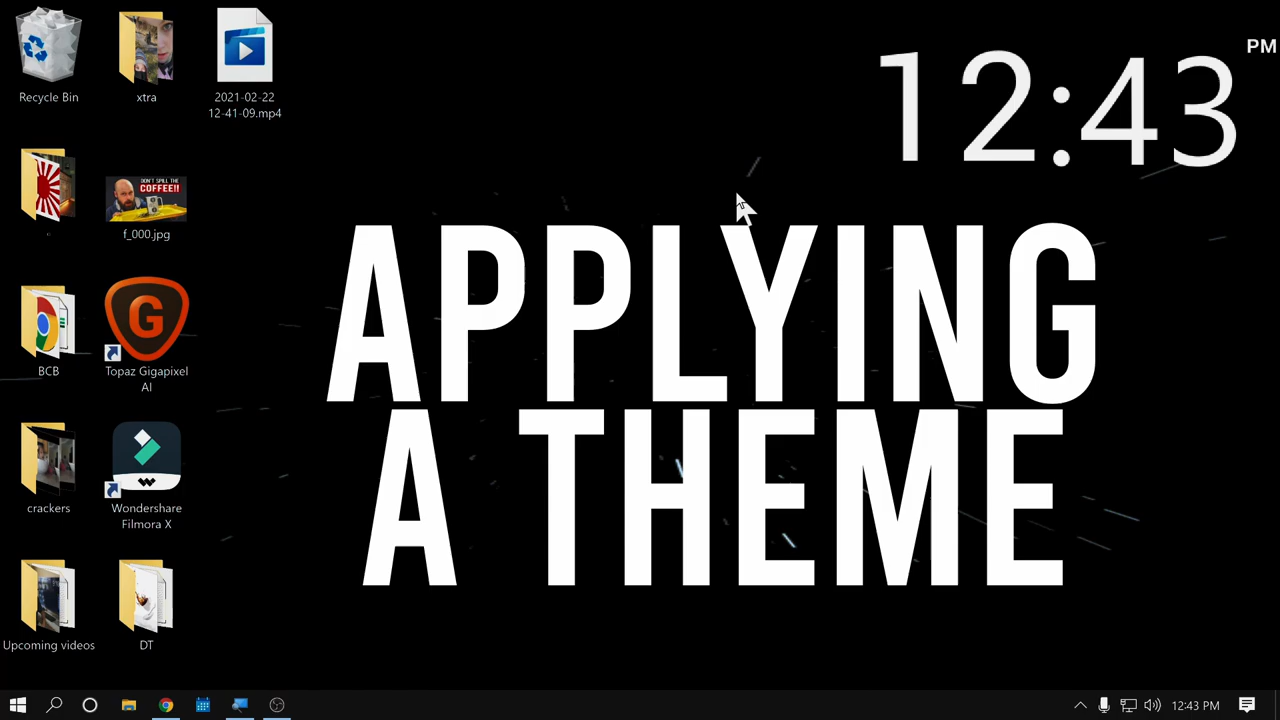 PM
12:43
Recycle Bin
xtra
2021-02-22
12-41-09.mp4
DON'T SPILL THE
COFFEE!!
f_000.jpg
APPLYING
A THEME
G
BCB
Topaz Gigapixel
AI
crackers
Wondershare
Filmora X
Upcoming videos
DT
12:43 PM